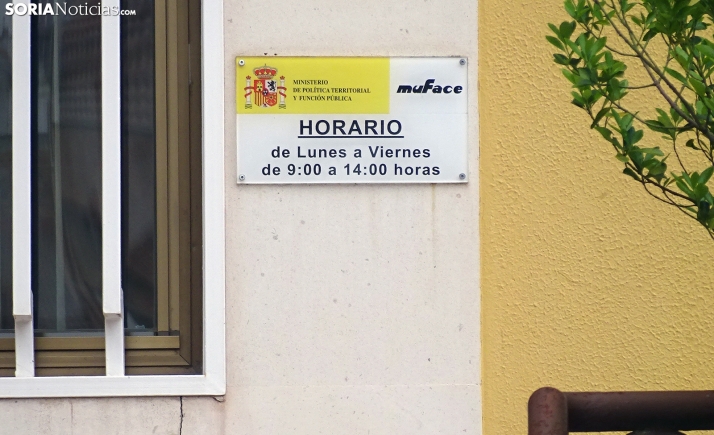 SORIANoticias.com
MINISTERIO
DE POLÍTICA TERRITORIAL
Y FUNCIÓN PÚBLICA
muface
HORARIO
de Lunes a Viernes
de 9:00 a 14:00 horas